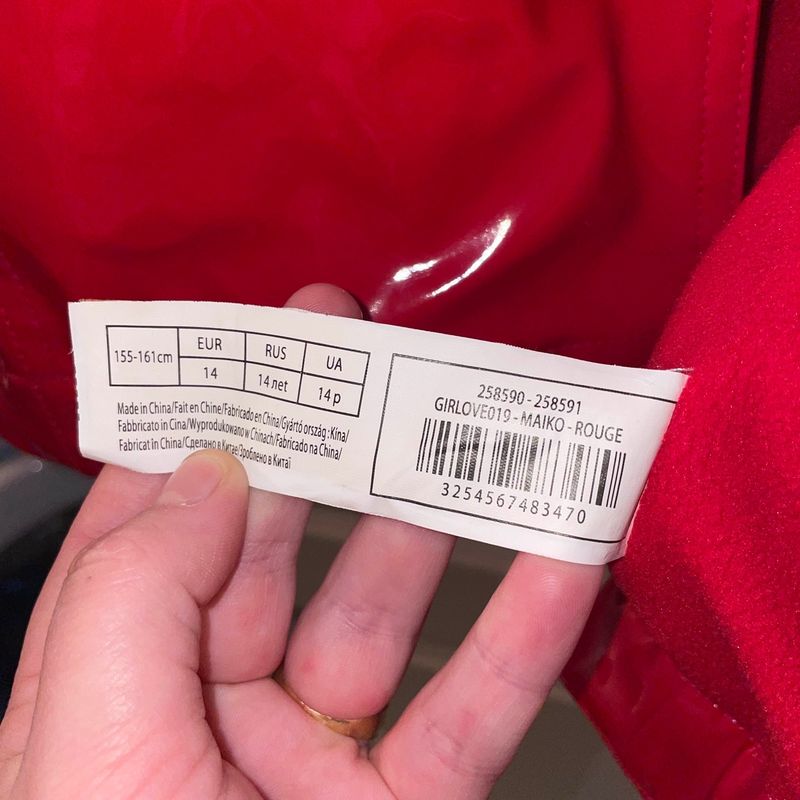 155-161cm EUR RUS UA
14 14 лет 14 р
Made in China/Fait en Chine/Fabricado en China/Gyártó ország : Kína/
Fabbricato in Cina/Wyprodukowano w Chinach/Fabricado na China/
Fabricat în China/Сделано в Китае/Зроблено в Китаї
258590 - 258591
GIRLOVE019 - MAIKO - ROUGE
3254567483470